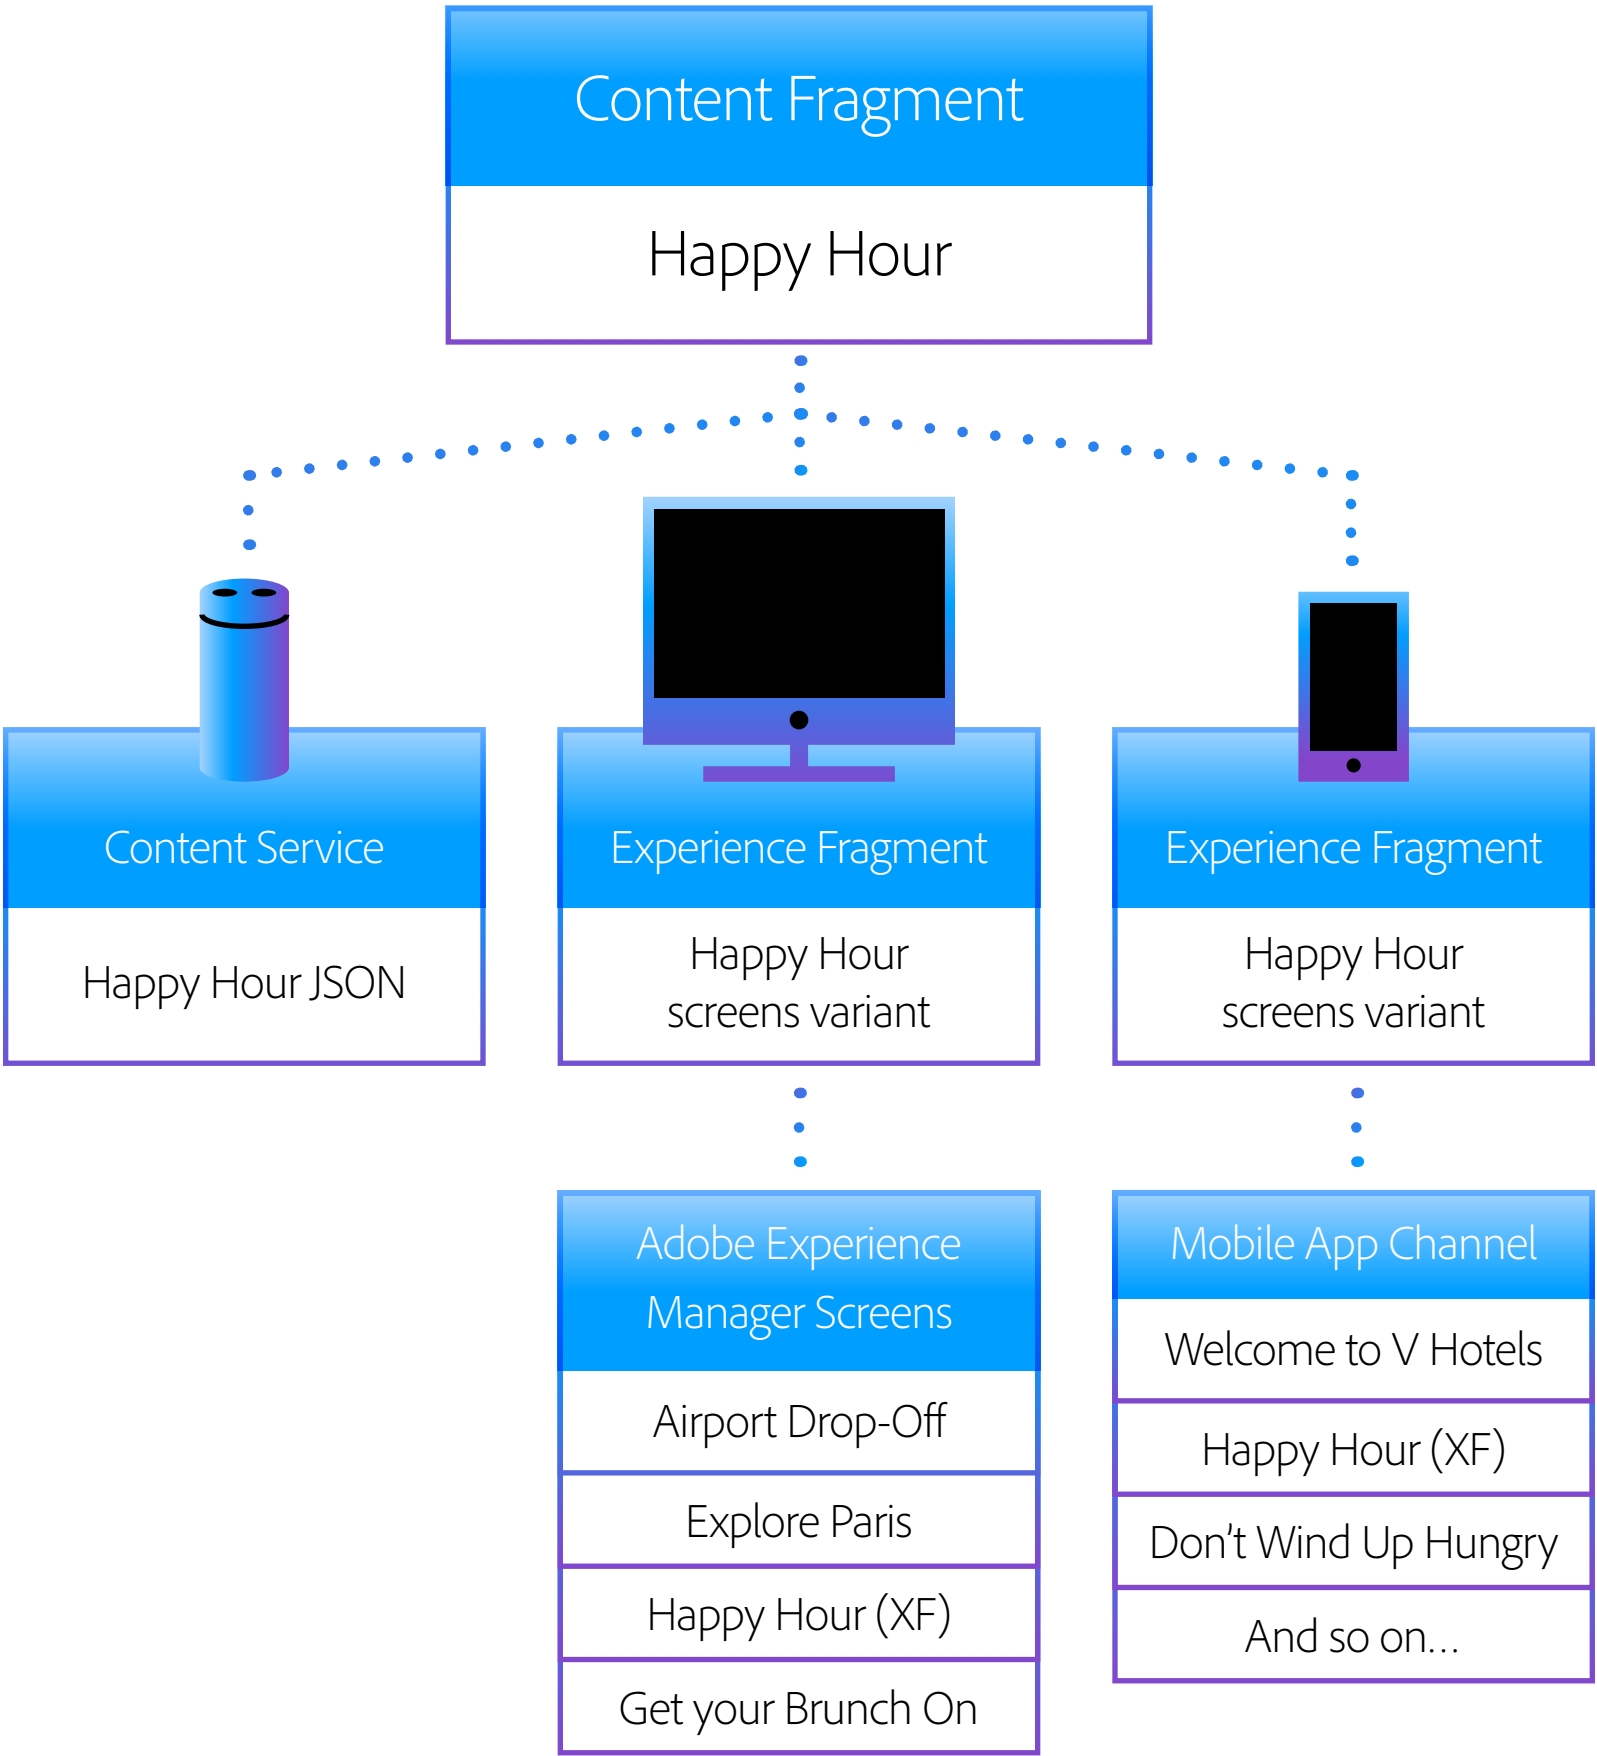 Content Fragment
Happy Hour
Content Service
Happy Hour JSON
Experience Fragment
Happy Hour
screens variant
Experience Fragment
Happy Hour
screens variant
Adobe Experience
Manager Screens
Airport Drop-Off
Explore Paris
Happy Hour (XF)
Get your Brunch On
Mobile App Channel
Welcome to V Hotels
Happy Hour (XF)
Don’t Wind Up Hungry
And so on…